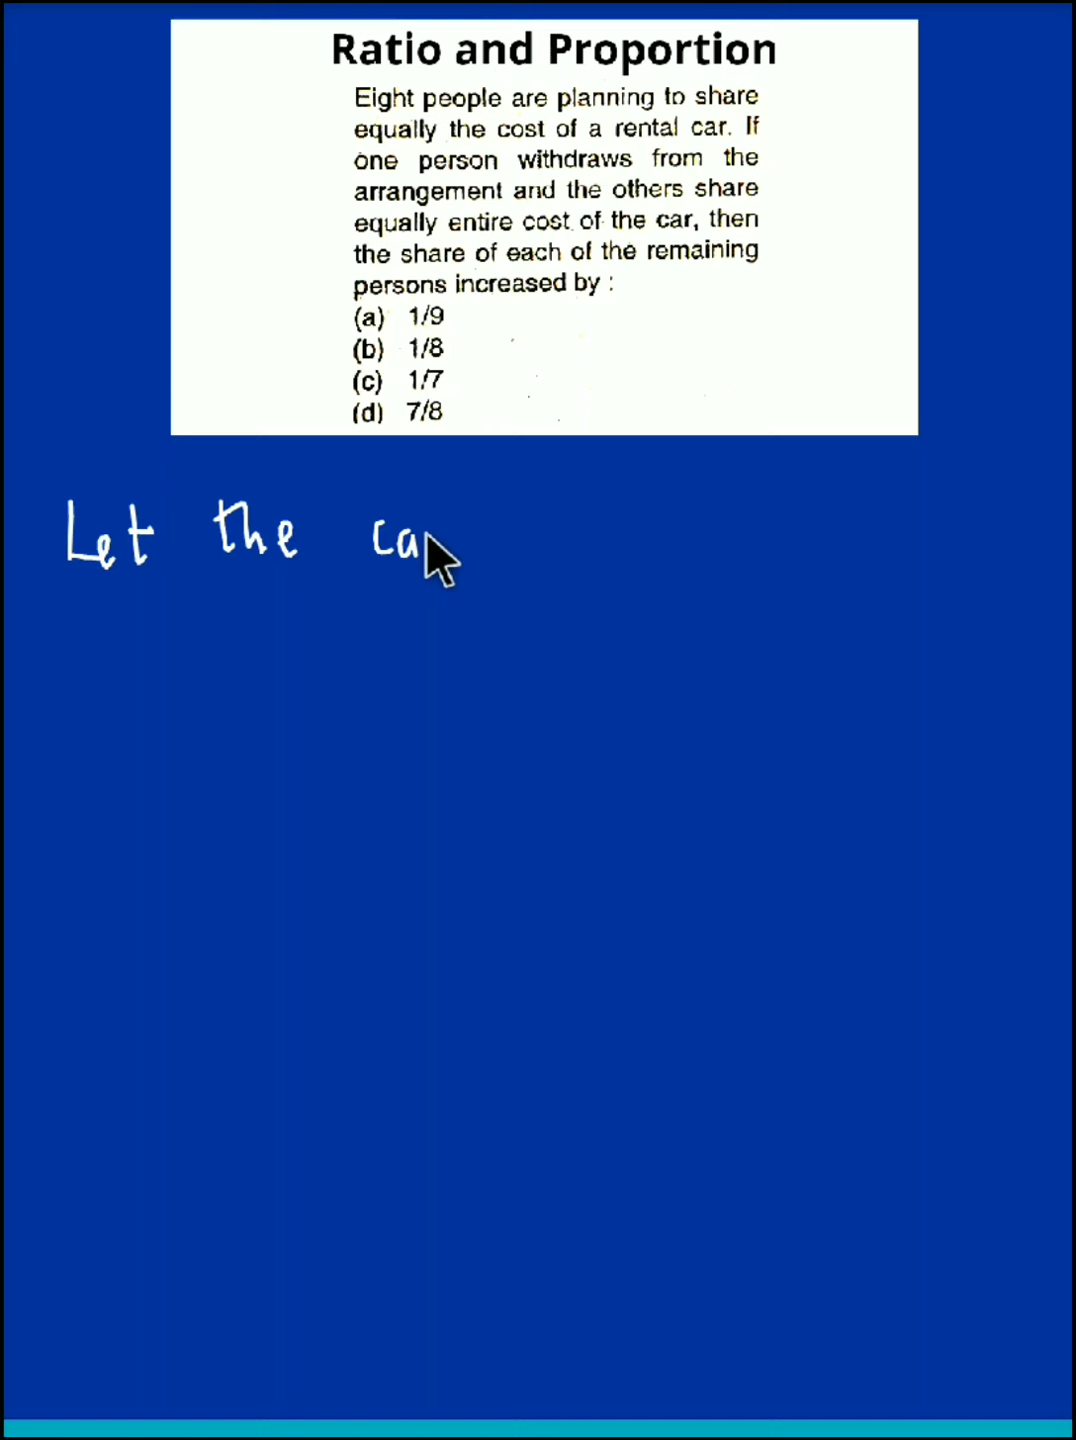 Ratio and Proportion
Eight people are planning to share
equally the cost of a rental car. If
one person withdraws from the
arrangement and the others share
equally entire cost of the car, then
the share of each of the remaining
persons increased by :
(a) 1/9
(b) 1/8
(c) 1/7
(d) 7/8
Let the ca